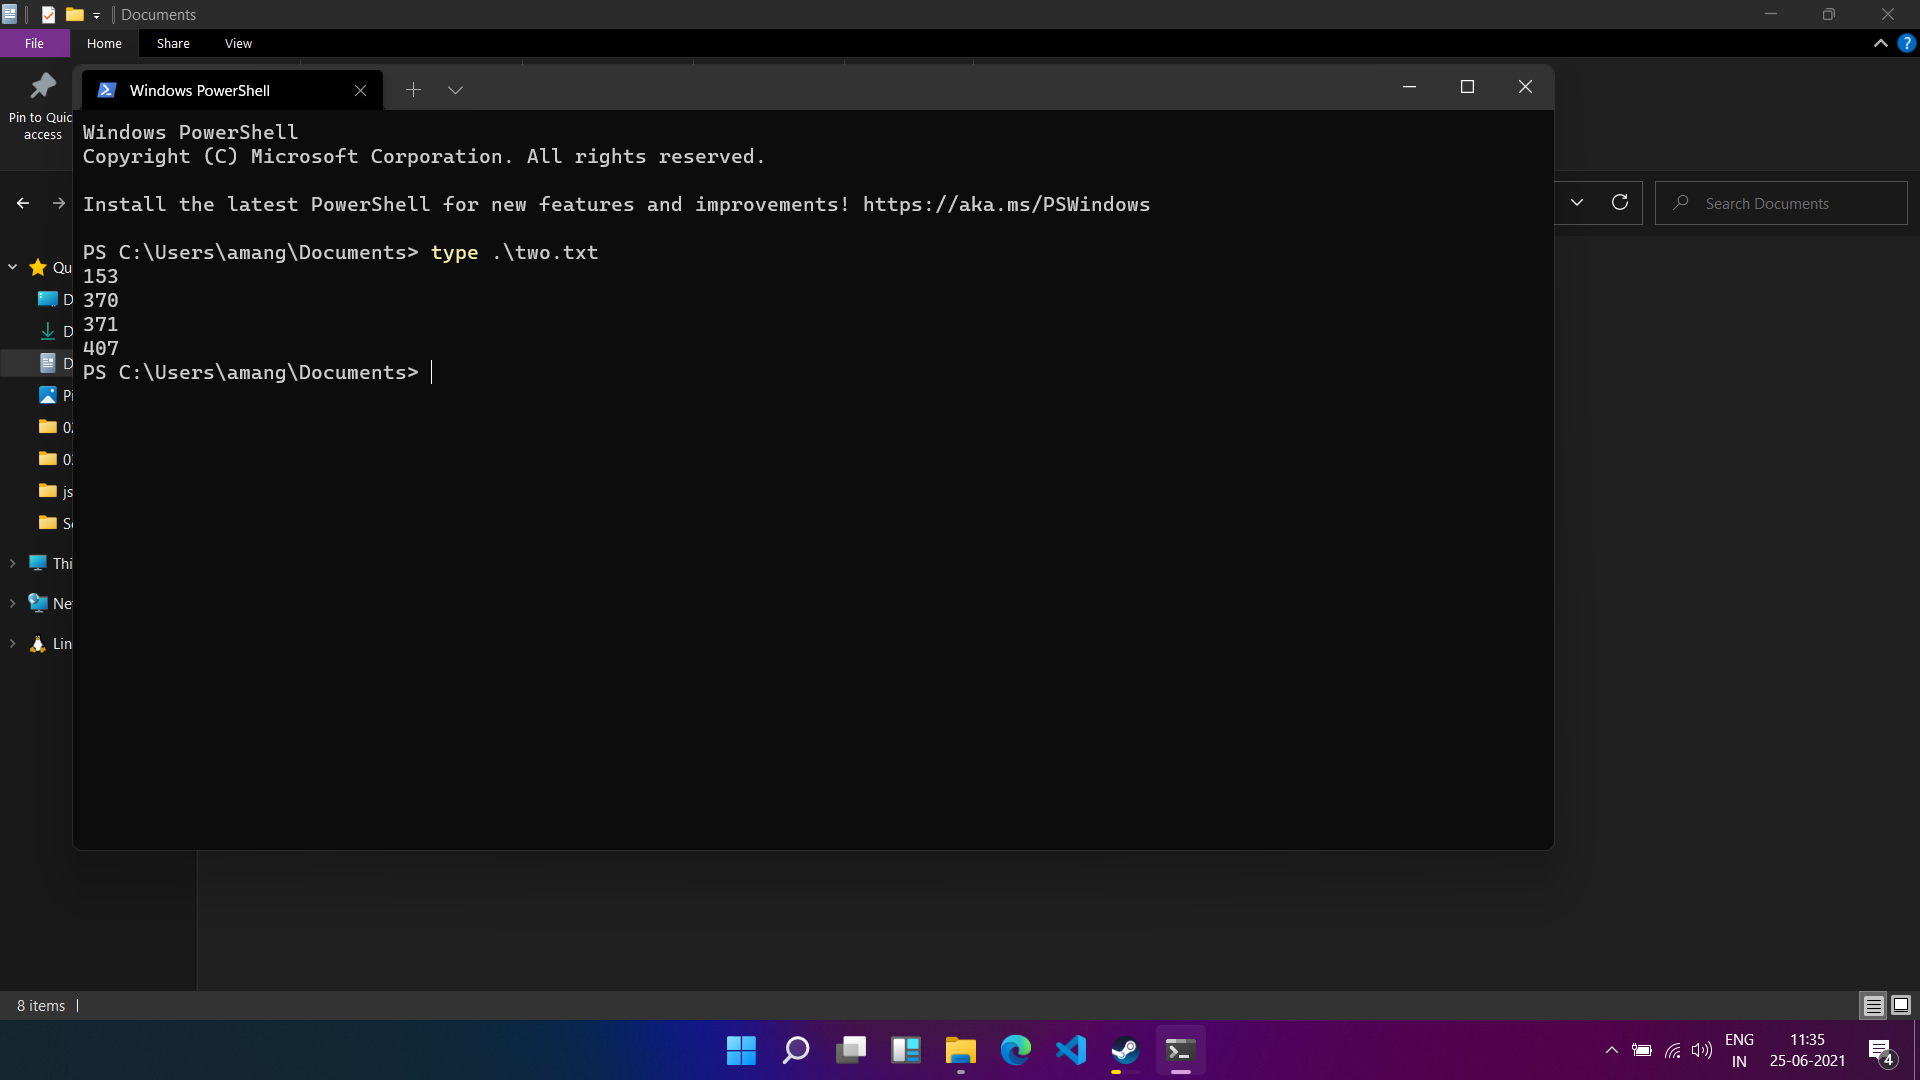 Documents
File Home Share View
Windows PowerShell
Pin to Quic
access
Windows PowerShell
Copyright (C) Microsoft Corporation. All rights reserved.
Install the latest PowerShell for new features and improvements! https://aka.ms/PSWindows
PS C:\Users\amang\Documents> type .\two.txt
153
370
371
407
PS C:\Users\amang\Documents>
Search Documents
Qu
D
D
D
Pi
js
Thi
Ne
Lin
8 items
ENG
IN
11:35
25-06-2021
4